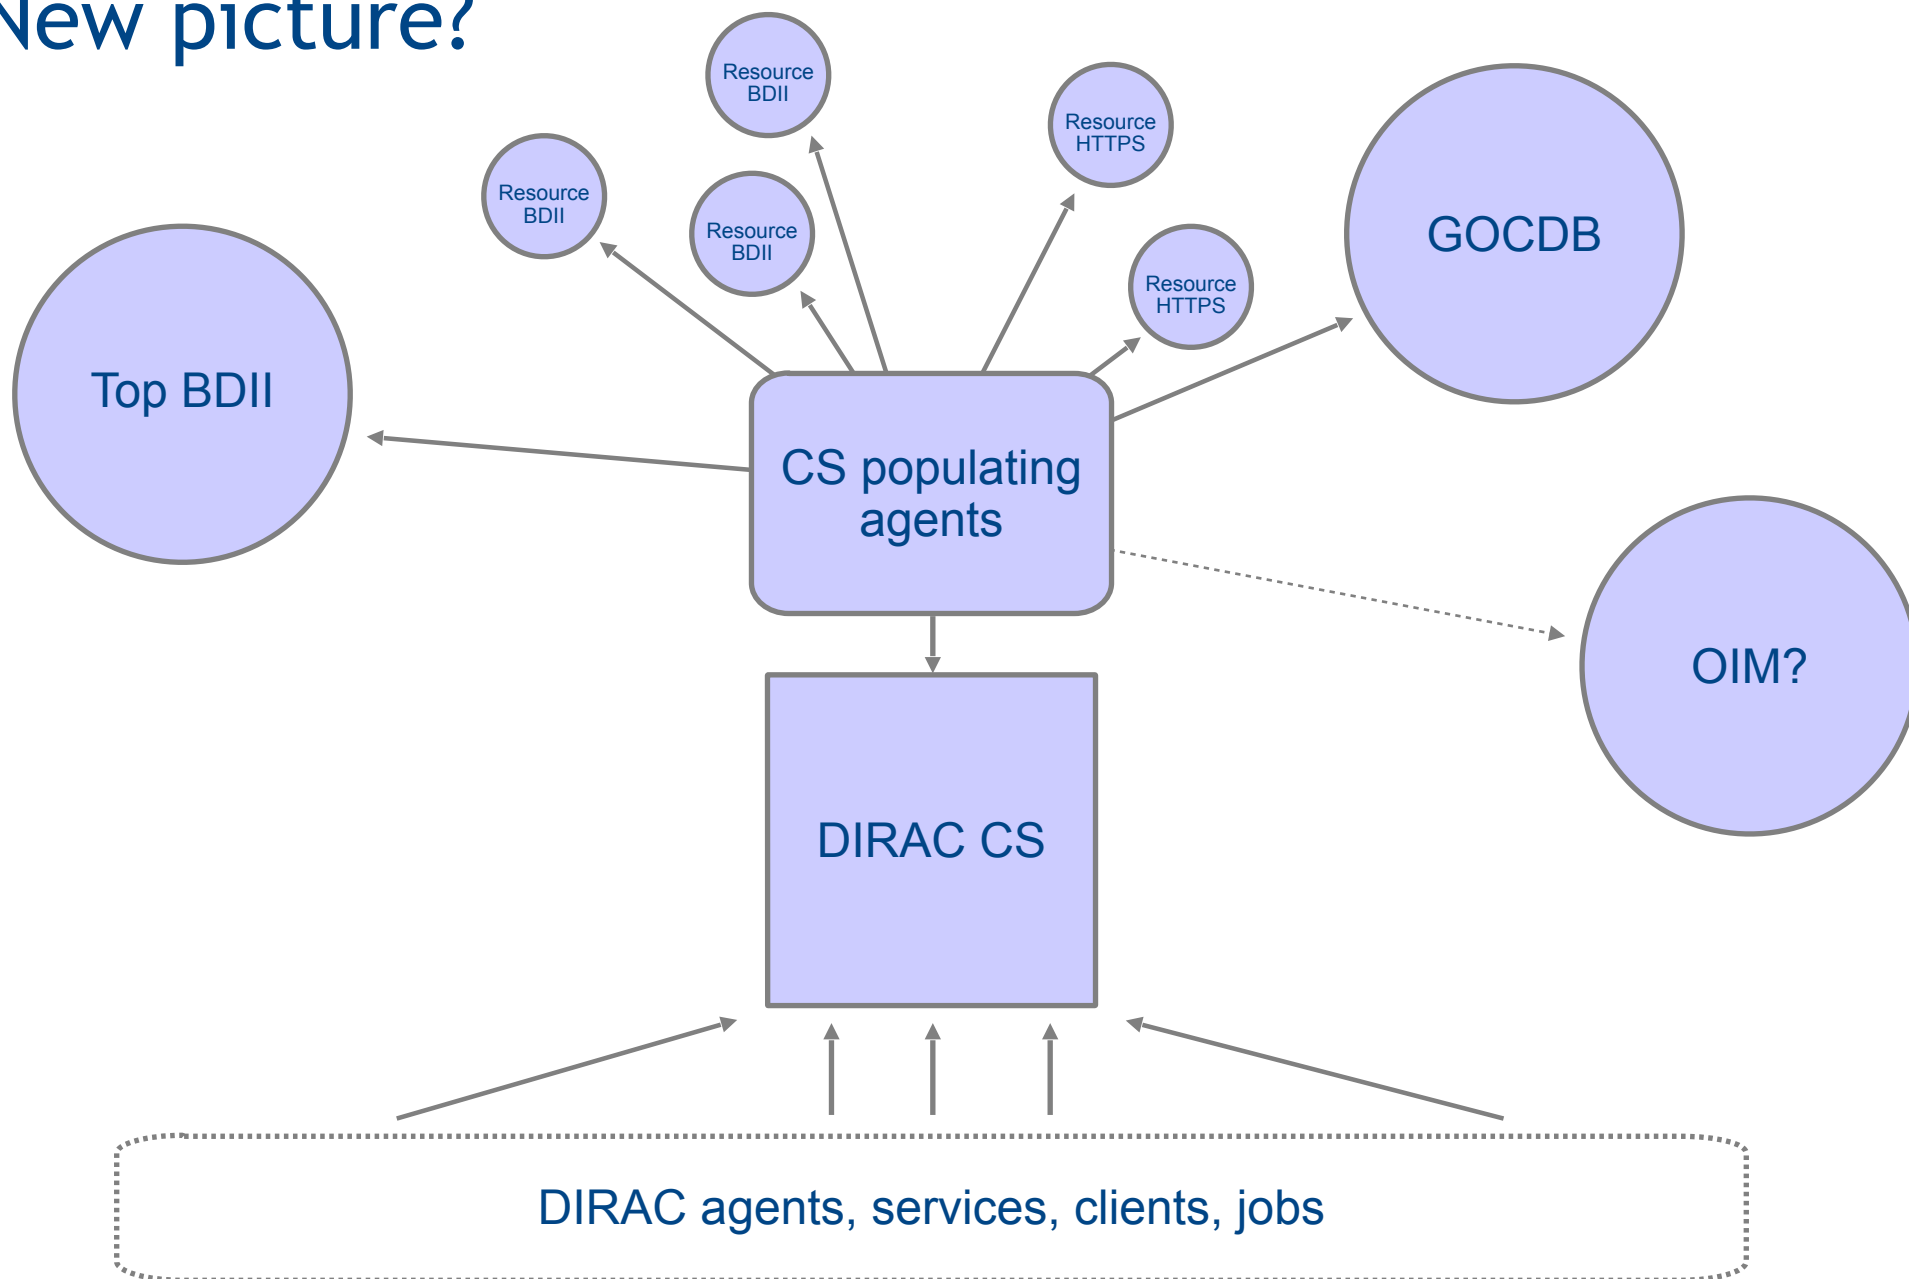 New picture?
Resource
BDII
Resource
HTTPS
Resource
BDII
Resource
BDII
GOCDB
Resource
HTTPS
Top BDII
CS populating
agents
OIM?
DIRAC CS
DIRAC agents, services, clients, jobs